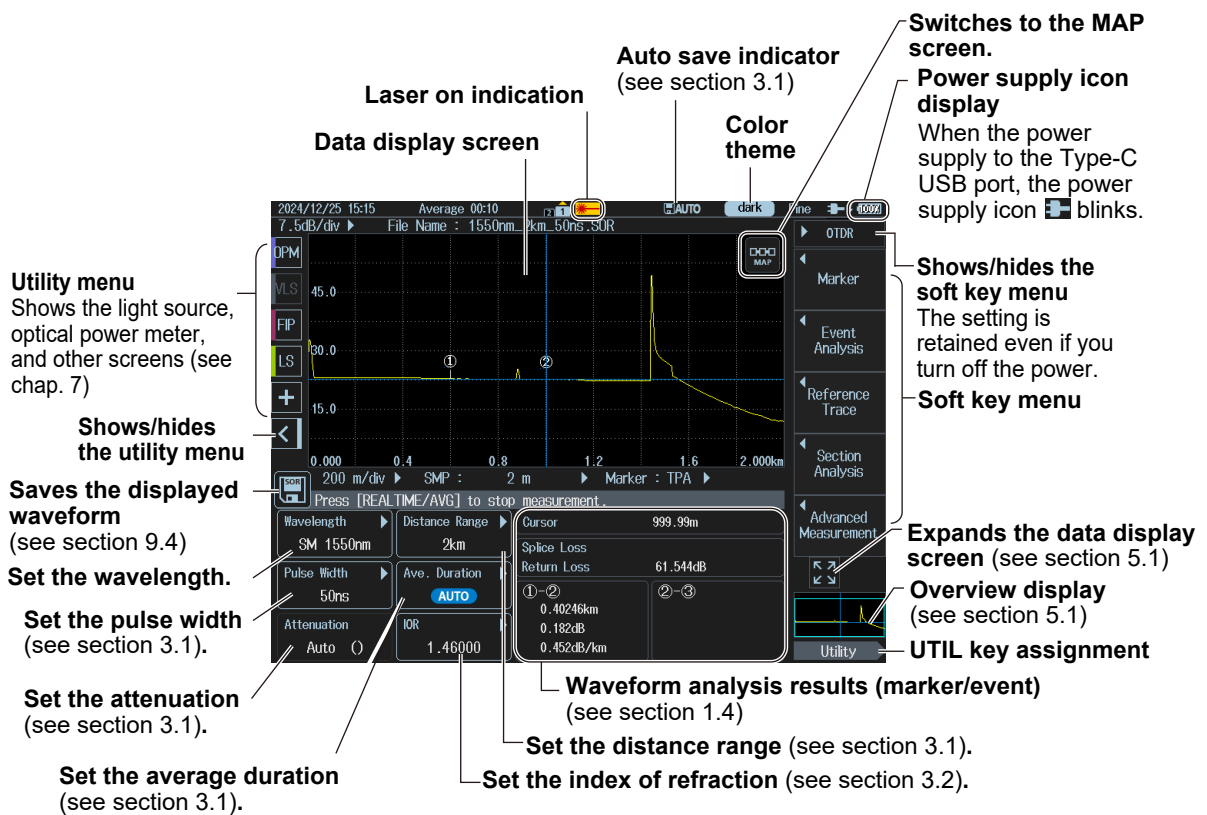 Switches to the MAP
screen.
Auto save indicator
(see section 3.1)
Power supply icon
display
When the power
supply to the Type-C
USB port, the power
supply icon blinks.
Laser on indication
Color
theme
Data display screen
2024/12/25 15:15
Average 00:10
2 1
AUTO
dark
100%
7.5dB/div
File Name : 1550nm_2km_50ns.SOR
OTDR
OPM
MAP
Marker
VLS
45.0
FIP
Event
Analysis
LS
30.0
①
②
Reference
Trace
15.0
Section
Analysis
0.000
0.4
0.8
1.2
1.6
2.000km
200 m/div
SMP : 2 m
Marker : TPA
SOR
Press [REALTIME/AVG] to stop measurement.
Advanced
Measurement
Wavelength
SM 1550nm
Distance Range
2km
Cursor
999.99m
Splice Loss
Return Loss
61.544dB
Pulse Width
50ns
Ave. Duration
AUTO
①-②
0.40246km
0.182dB
0.452dB/km
②-③
Attenuation
Auto ()
IOR
1.46000
Utility
Utility menu
Shows the light source,
optical power meter,
and other screens (see
chap. 7)
Shows/hides
the utility menu
Saves the displayed
waveform
(see section 9.4)
Set the wavelength.
Set the pulse width
(see section 3.1).
Set the attenuation
(see section 3.1).
Set the average duration
(see section 3.1).
Shows/hides the
soft key menu
The setting is
retained even if you
turn off the power.
Soft key menu
Expands the data display
screen (see section 5.1)
Overview display
(see section 5.1)
UTIL key assignment
Waveform analysis results (marker/event)
(see section 1.4)
Set the distance range (see section 3.1).
Set the index of refraction (see section 3.2).